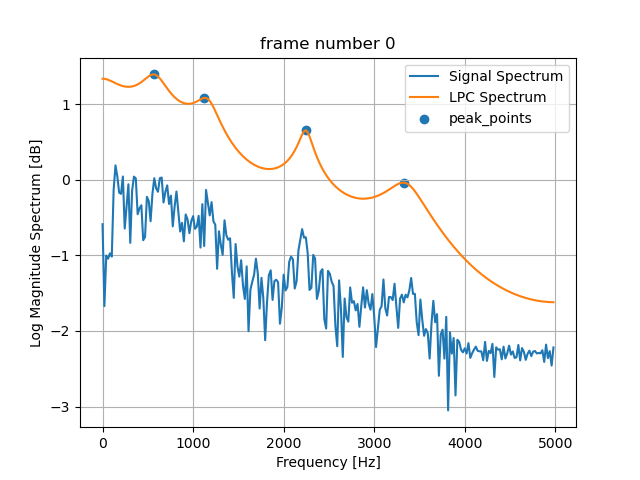 frame number 0
Signal Spectrum
LPC Spectrum
peak_points
Log Magnitude Spectrum [dB]
1
0
−1
−2
−3
0 1000 2000 3000 4000 5000
Frequency [Hz]